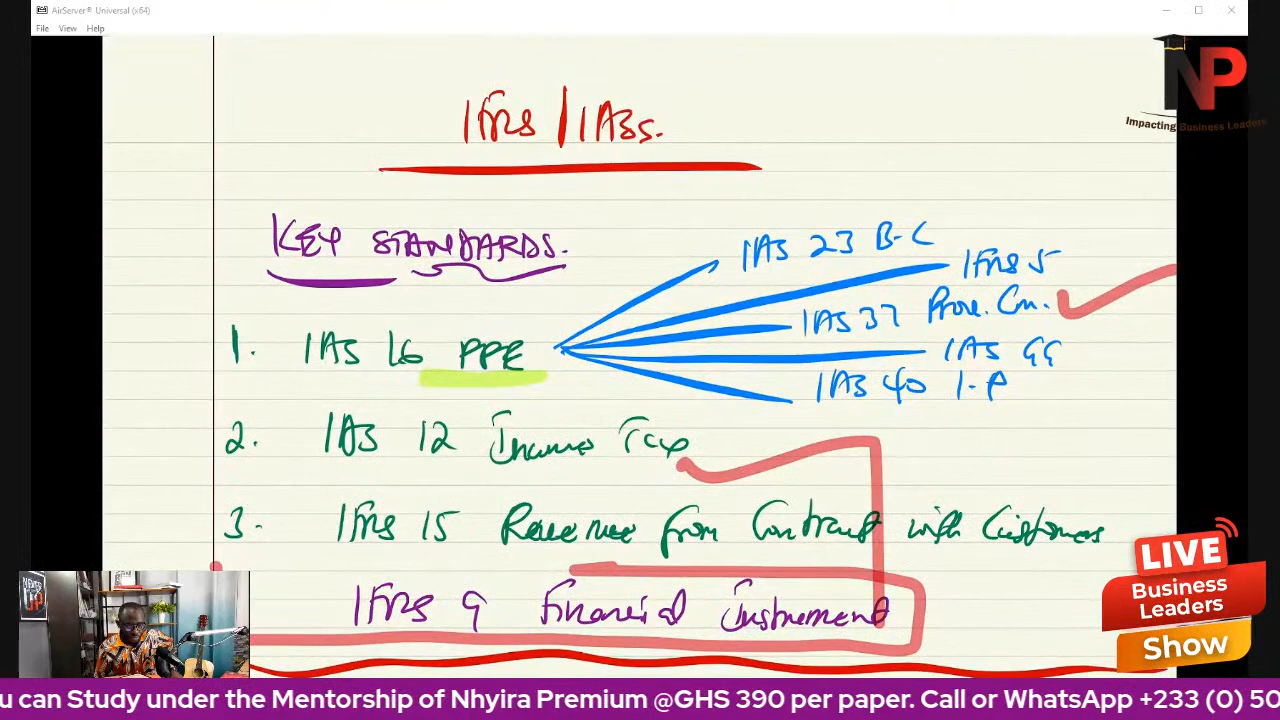 AirServer® Universal (x64)
File View Help
NP
Impacting Business Leaders
IFRS | IASs.
KEY STANDARDS.
IAS 23 B-C
IFRS 5
IAS 37 Prov. Con.
1. IAS 16 PPE
IAS 40 I-P
2. IAS 12 Income Tax
3. IFRS 15 Revenue from Contract with Customers
IFRS 9 Financial Instrument
UP
LIVE
Business
Leaders
Show
u can Study under the Mentorship of Nhyira Premium @GHS 390 per paper. Call or WhatsApp +233 (0) 50